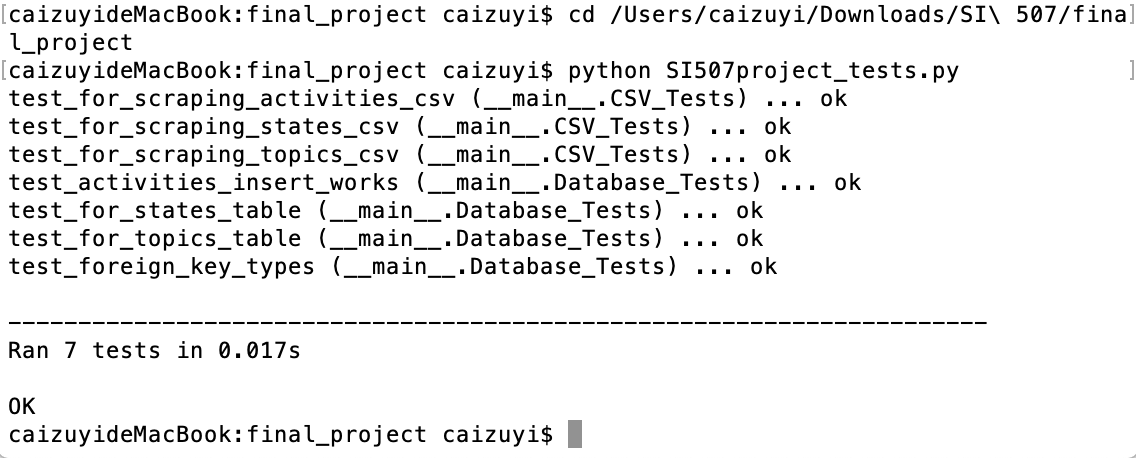 [caizuyideMacBook:final_project caizuyi$ cd /Users/caizuyi/Downloads/SI\ 507/fina]
l_project
[caizuyideMacBook:final_project caizuyi$ python SI507project_tests.py ]
test_for_scraping_activities_csv (__main__.CSV_Tests) ... ok
test_for_scraping_states_csv (__main__.CSV_Tests) ... ok
test_for_scraping_topics_csv (__main__.CSV_Tests) ... ok
test_activities_insert_works (__main__.Database_Tests) ... ok
test_for_states_table (__main__.Database_Tests) ... ok
test_for_topics_table (__main__.Database_Tests) ... ok
test_foreign_key_types (__main__.Database_Tests) ... ok
----------------------------------------------------------------------
Ran 7 tests in 0.017s
OK
caizuyideMacBook:final_project caizuyi$